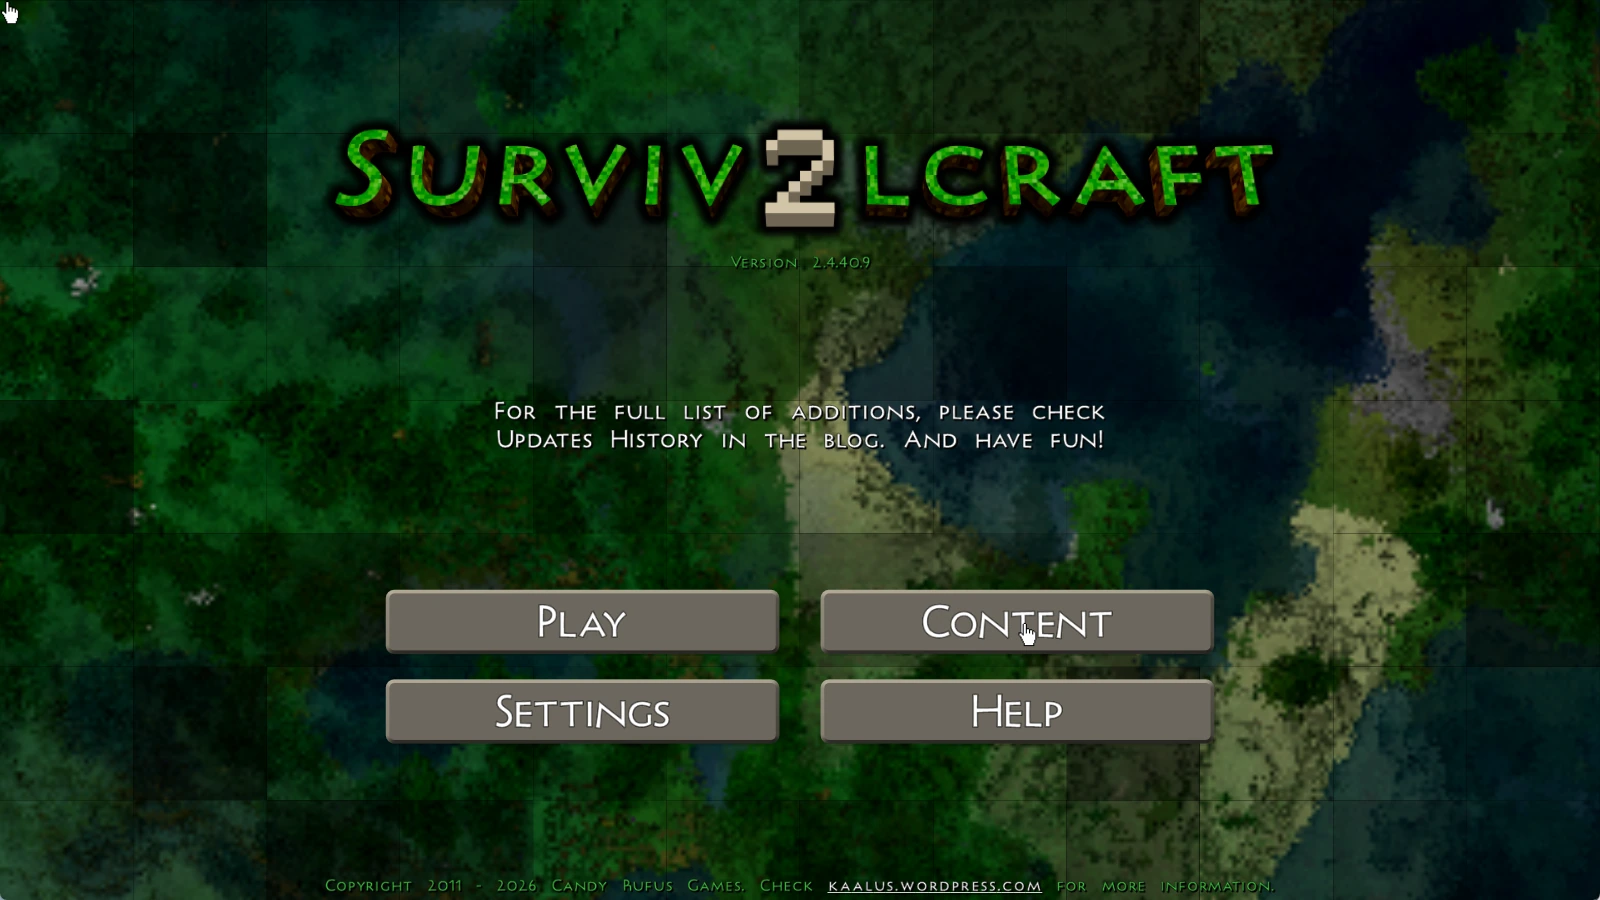 SURVIV2LCRAFT
VERSION 2.4.40.9
FOR THE FULL LIST OF ADDITIONS, PLEASE CHECK
UPDATES HISTORY IN THE BLOG. AND HAVE FUN!
PLAY
CONTENT
SETTINGS
HELP
COPYRIGHT 2011 - 2026 CANDY RUFUS GAMES. CHECK KAALUS.WORDPRESS.COM FOR MORE INFORMATION.